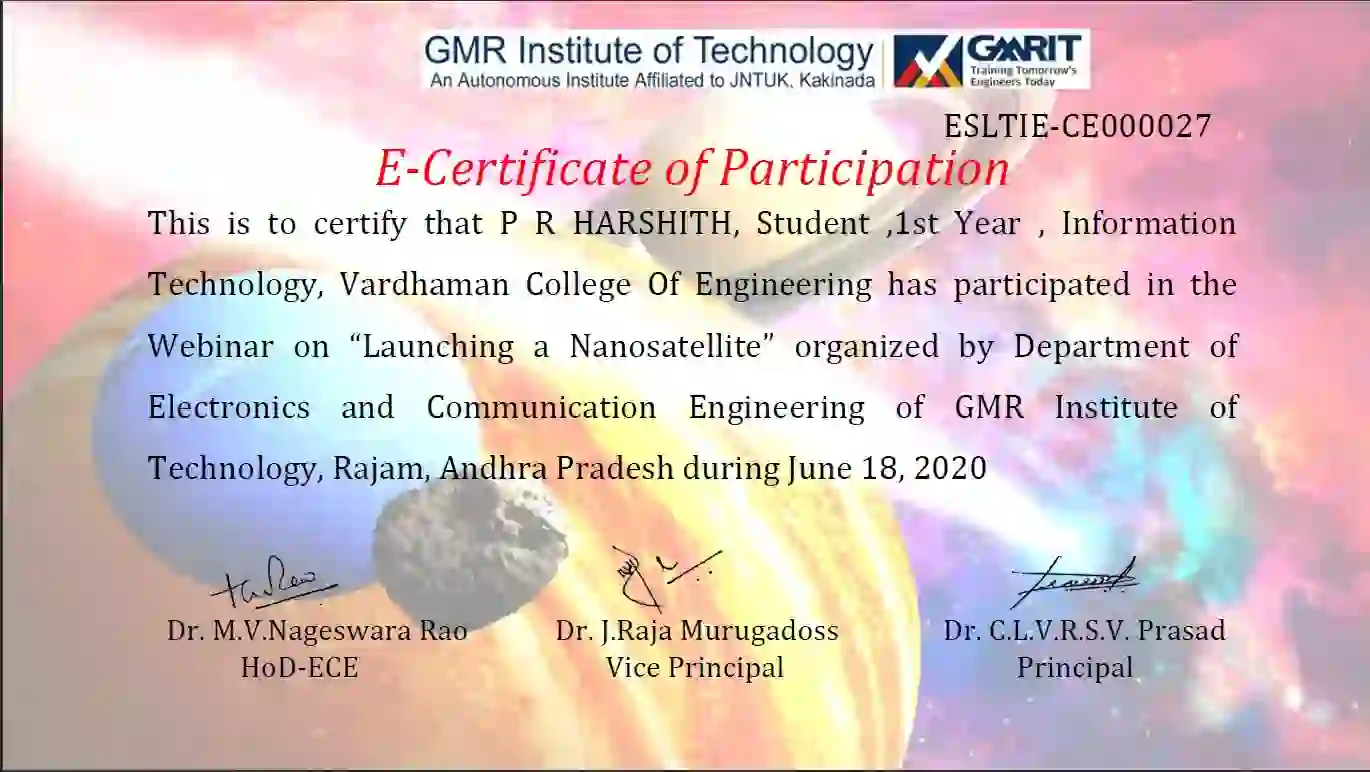 GMR Institute of Technology
An Autonomous Institute Affiliated to JNTUK, Kakinada
GMRIT
Training Tomorrow's
Engineers Today
ESLTIE-CE000027
E-Certificate of Participation
This is to certify that P R HARSHITH, Student ,1st Year , Information
Technology, Vardhaman College Of Engineering has participated in the
Webinar on “Launching a Nanosatellite” organized by Department of
Electronics and Communication Engineering of GMR Institute of
Technology, Rajam, Andhra Pradesh during June 18, 2020
Dr. M.V.Nageswara Rao
HoD-ECE
Dr. J.Raja Murugadoss
Vice Principal
Dr. C.L.V.R.S.V. Prasad
Principal